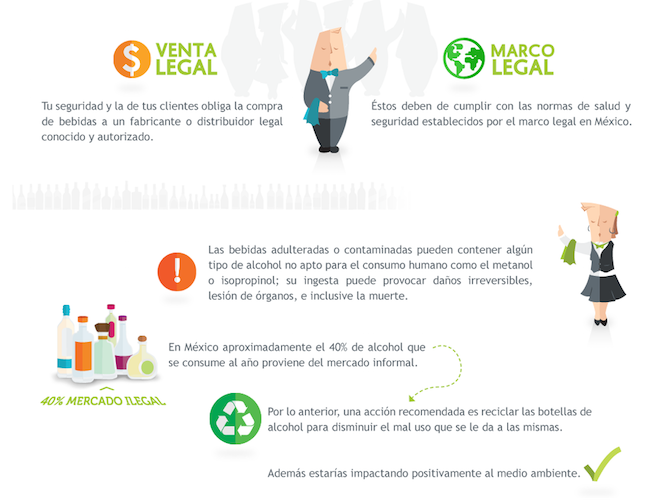 VENTA
LEGAL
Tu seguridad y la de tus clientes obliga la compra
de bebidas a un fabricante o distribuidor legal
conocido y autorizado.
MARCO
LEGAL
Éstos deben de cumplir con las normas de salud y
seguridad establecidos por el marco legal en México.
Las bebidas adulteradas o contaminadas pueden contener algún
tipo de alcohol no apto para el consumo humano como el metanol
o isopropinol; su ingesta puede provocar daños irreversibles,
lesión de órganos, e inclusive la muerte.
En México aproximadamente el 40% de alcohol que
se consume al año proviene del mercado informal.
40% MERCADO ILEGAL
Por lo anterior, una acción recomendada es reciclar las botellas de
alcohol para disminuir el mal uso que se le da a las mismas.
Además estarías impactando positivamente al medio ambiente.